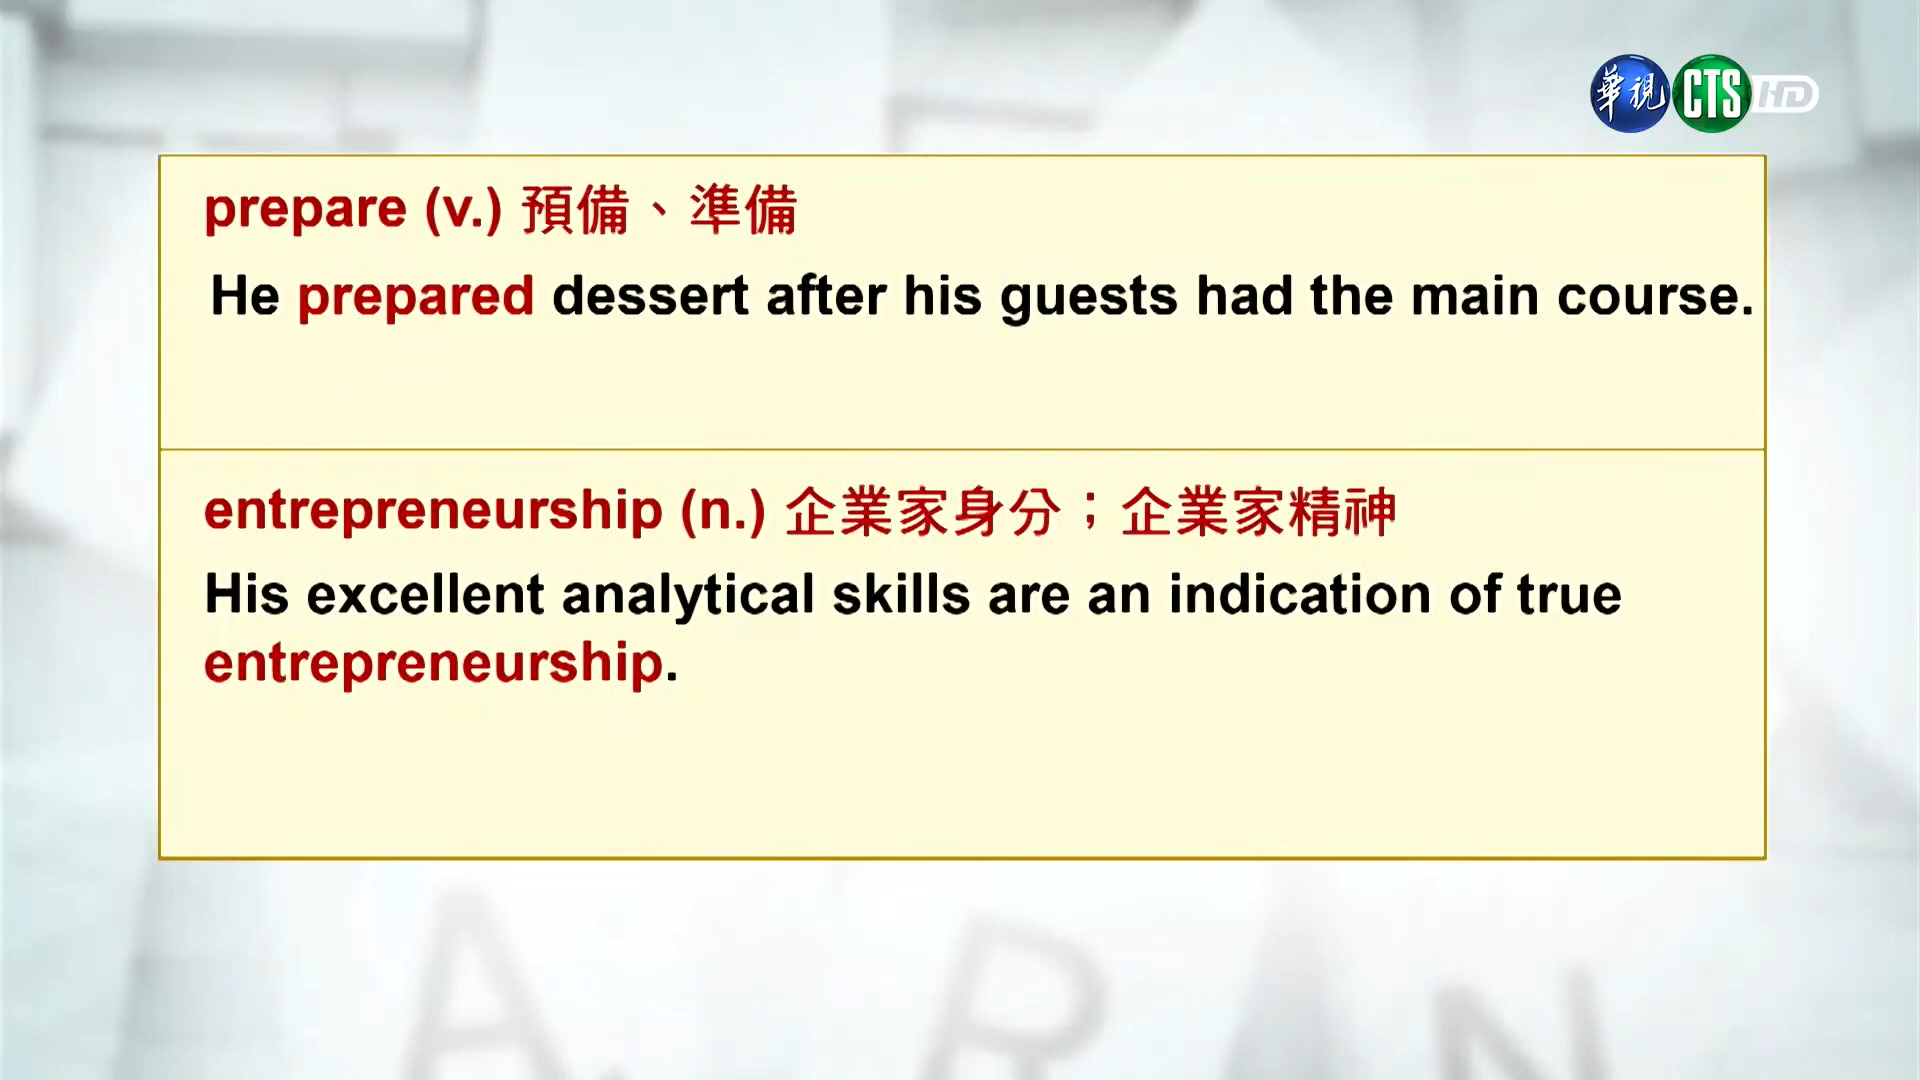 華視 CTS HD
prepare (v.) 預備、準備
He prepared dessert after his guests had the main course.
entrepreneurship (n.) 企業家身分；企業家精神
His excellent analytical skills are an indication of true
entrepreneurship.
A R N